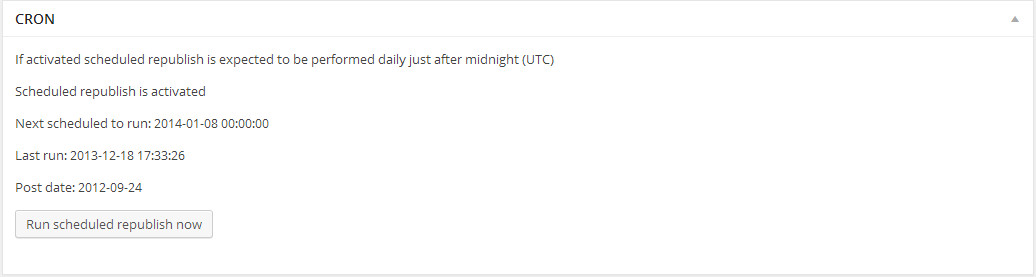 CRON
If activated scheduled republish is expected to be performed daily just after midnight (UTC)
Scheduled republish is activated
Next scheduled to run: 2014-01-08 00:00:00
Last run: 2013-12-18 17:33:26
Post date: 2012-09-24
Run scheduled republish now